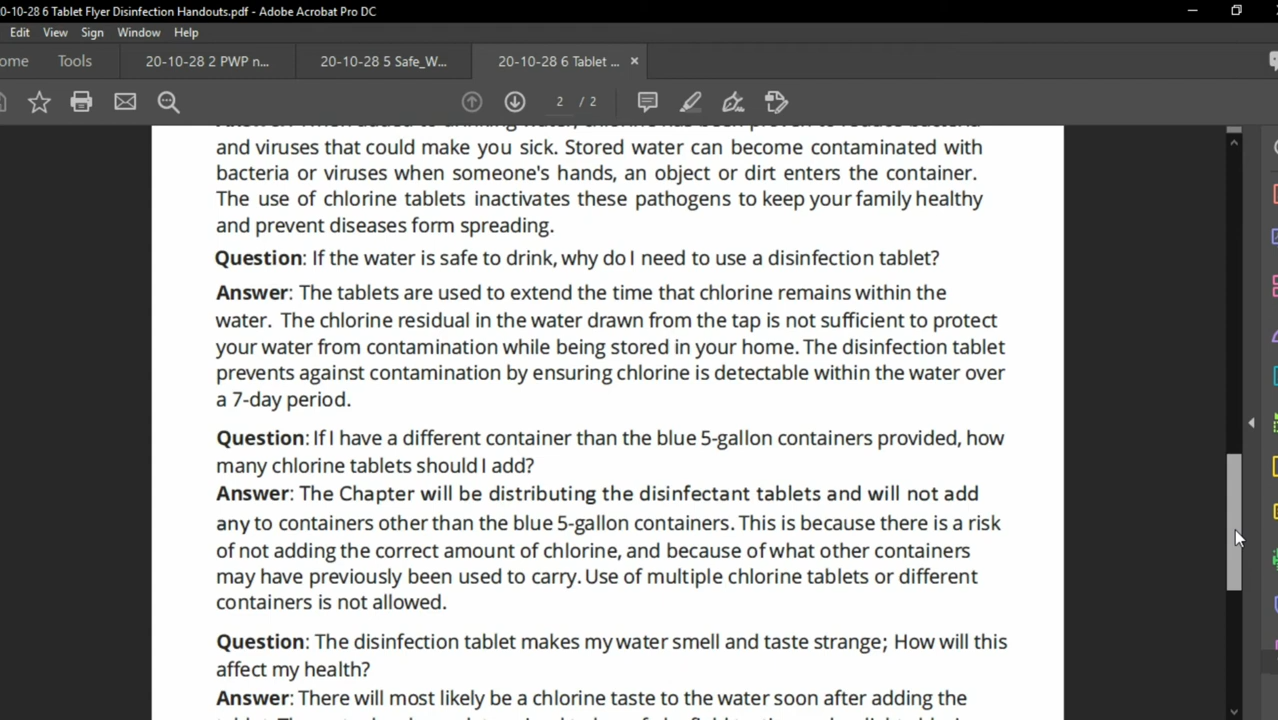 0-10-28 6 Tablet Flyer Disinfection Handouts.pdf - Adobe Acrobat Pro DC
Edit View Sign Window Help
ome Tools 20-10-28 2 PWP n... 20-10-28 5 Safe_W... 20-10-28 6 Tablet ... ×
2 / 2
and viruses that could make you sick. Stored water can become contaminated with
bacteria or viruses when someone's hands, an object or dirt enters the container.
The use of chlorine tablets inactivates these pathogens to keep your family healthy
and prevent diseases form spreading.
Question: If the water is safe to drink, why do I need to use a disinfection tablet?
Answer: The tablets are used to extend the time that chlorine remains within the
water. The chlorine residual in the water drawn from the tap is not sufficient to protect
your water from contamination while being stored in your home. The disinfection tablet
prevents against contamination by ensuring chlorine is detectable within the water over
a 7-day period.
Question: If I have a different container than the blue 5-gallon containers provided, how
many chlorine tablets should I add?
Answer: The Chapter will be distributing the disinfectant tablets and will not add
any to containers other than the blue 5-gallon containers. This is because there is a risk
of not adding the correct amount of chlorine, and because of what other containers
may have previously been used to carry. Use of multiple chlorine tablets or different
containers is not allowed.
Question: The disinfection tablet makes my water smell and taste strange; How will this
affect my health?
Answer: There will most likely be a chlorine taste to the water soon after adding the